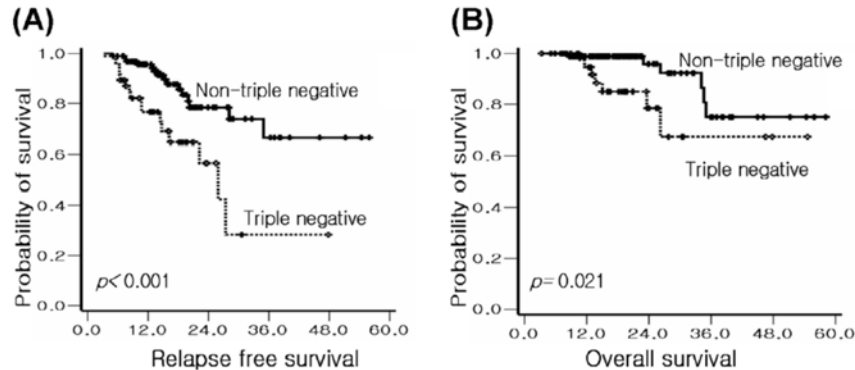 (A)
Probability of survival
1.0
0.8
0.6
0.4
0.2
0.0
Non-triple negative
Triple negative
p< 0.001
0.0 12.0 24.0 36.0 48.0 60.0
Relapse free survival
(B)
Probability of survival
1.0
0.8
0.6
0.4
0.2
0.0
Non-triple negative
Triple negative
p= 0.021
0.0 12.0 24.0 36.0 48.0 60.0
Overall survival